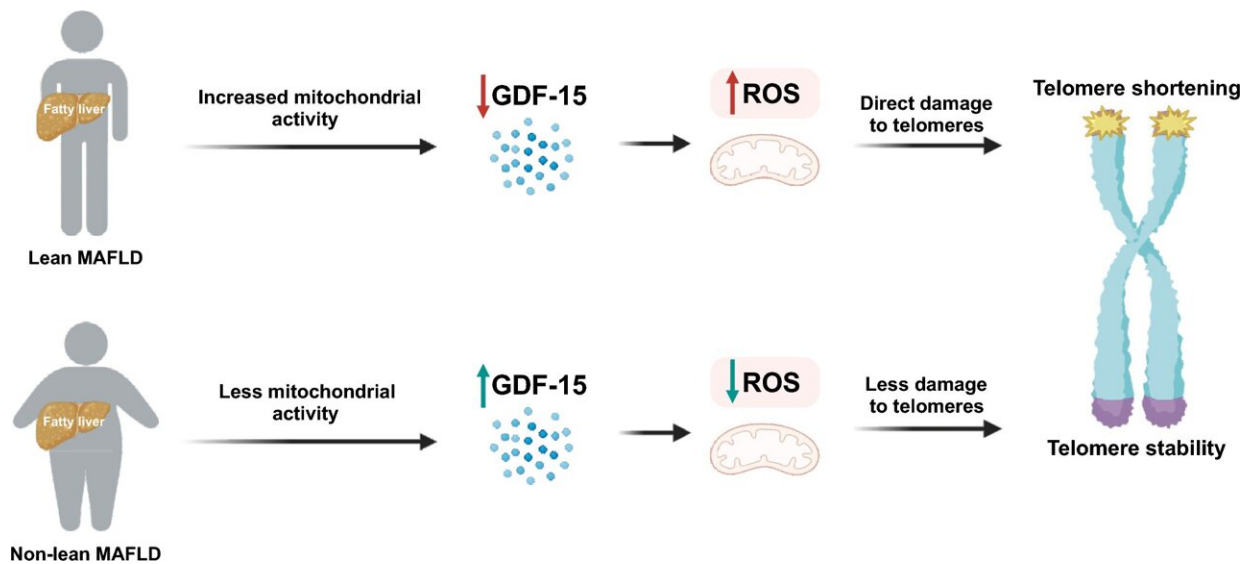 Fatty liver
Lean MAFLD
Increased mitochondrial
activity
GDF-15
ROS
Direct damage
to telomeres
Telomere shortening
Fatty liver
Non-lean MAFLD
Less mitochondrial
activity
GDF-15
ROS
Less damage
to telomeres
Telomere stability